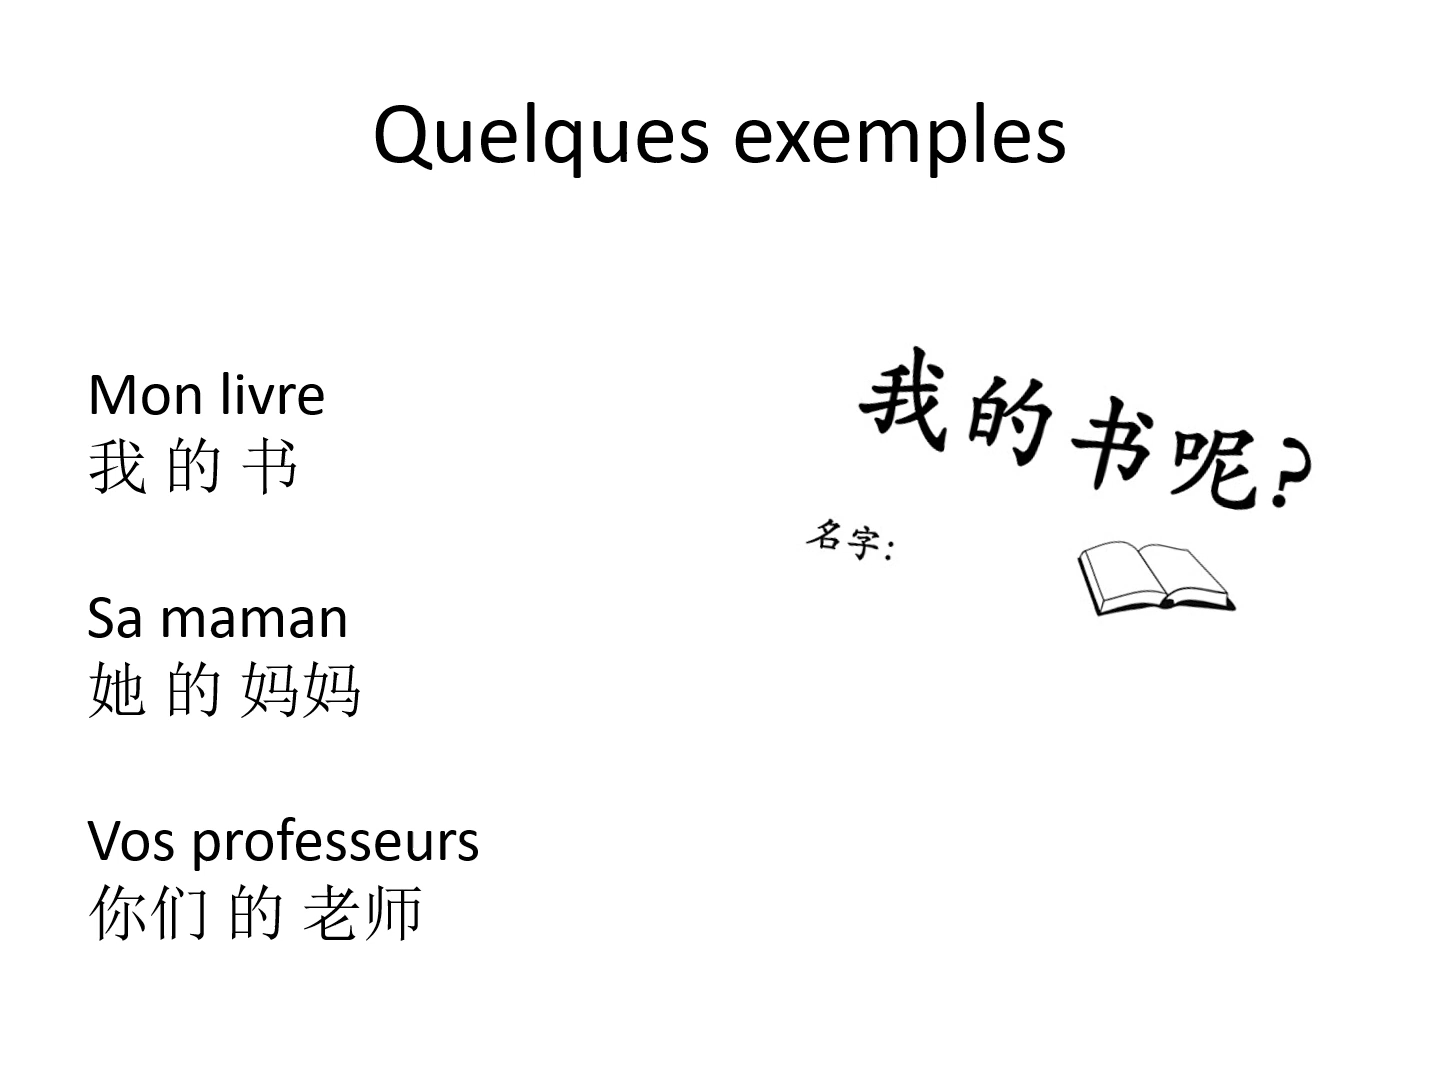 Quelques exemples
Mon livre
我 的 书
Sa maman
她 的 妈妈
Vos professeurs
你们 的 老师
我的书呢?
名字: